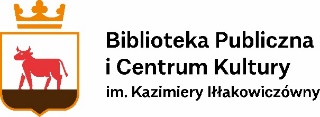 Biblioteka Publiczna
i Centrum Kultury
im. Kazimiery Iłłakowiczówny